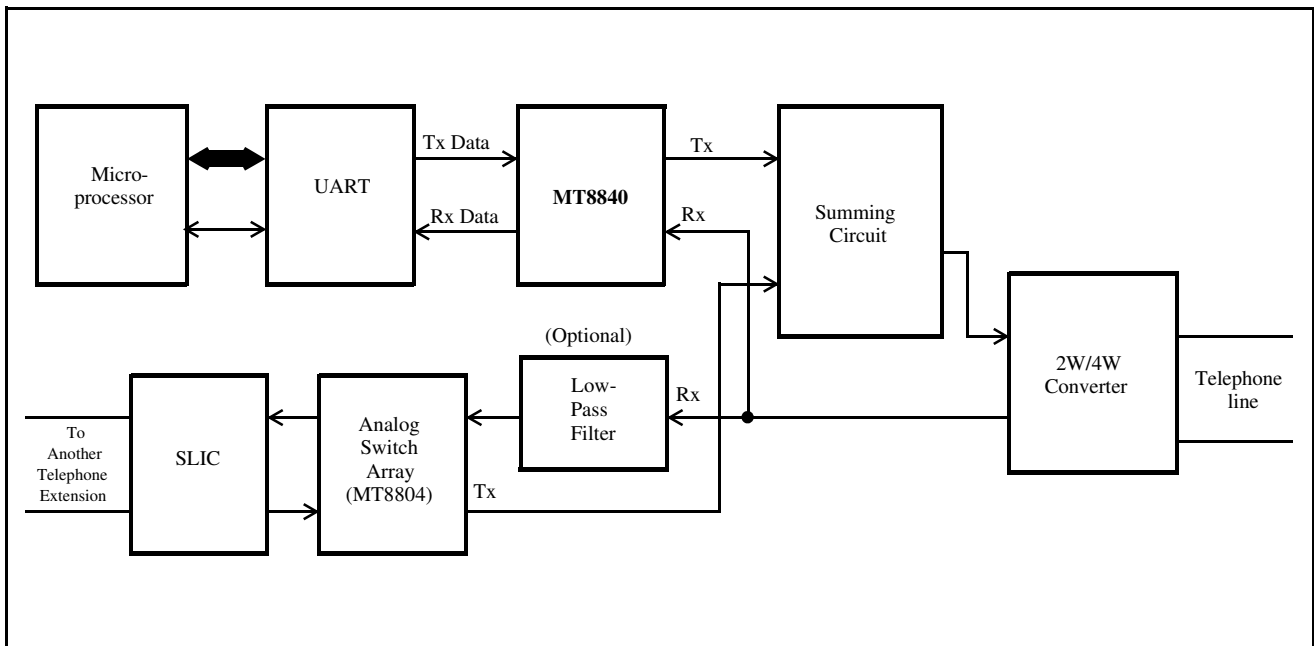 Micro-
processor
UART
Tx Data
Rx Data
MT8840
Tx
Rx
Summing
Circuit
2W/4W
Converter
Telephone
line
(Optional)
Low-
Pass
Filter
Rx
Analog
Switch
Array
(MT8804)
Tx
SLIC
To
Another
Telephone
Extension